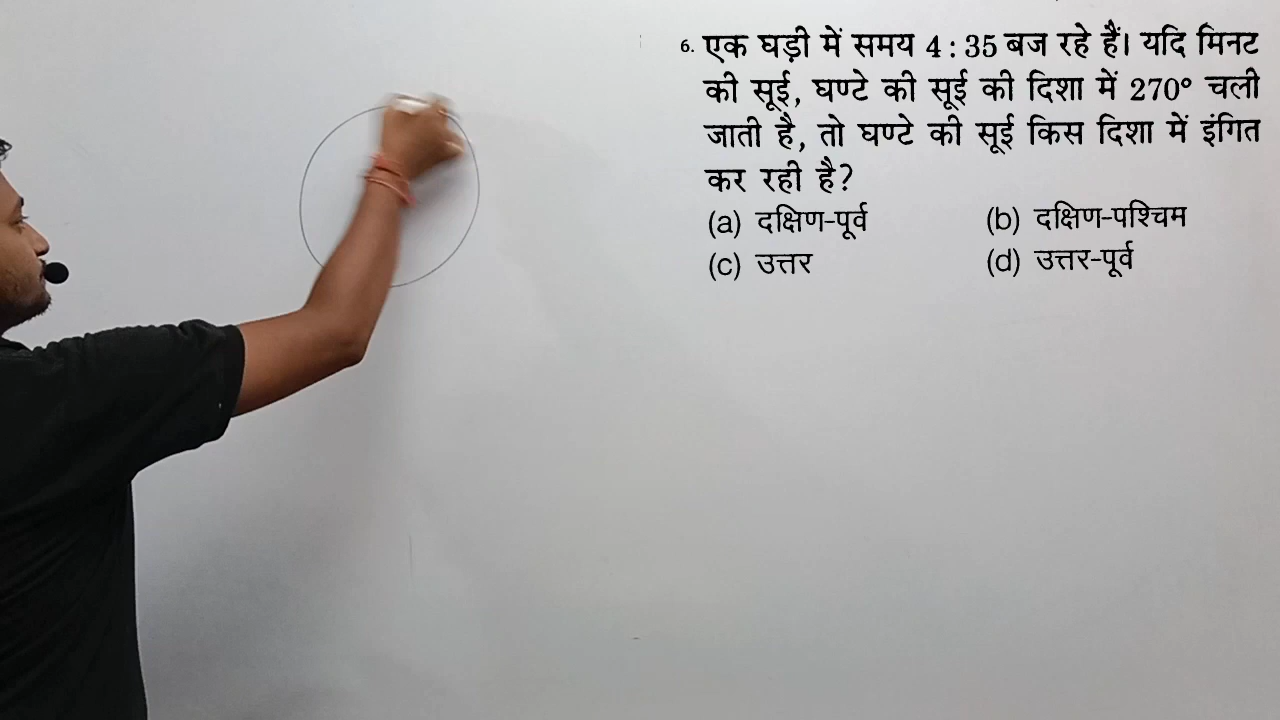 6. एक घड़ी में समय 4 : 35 बज रहे हैं। यदि मिनट
की सूई, घण्टे की सूई की दिशा में 270° चली
जाती है, तो घण्टे की सूई किस दिशा में इंगित
कर रही है?
(a) दक्षिण-पूर्व (b) दक्षिण-पश्चिम
(c) उत्तर (d) उत्तर-पूर्व